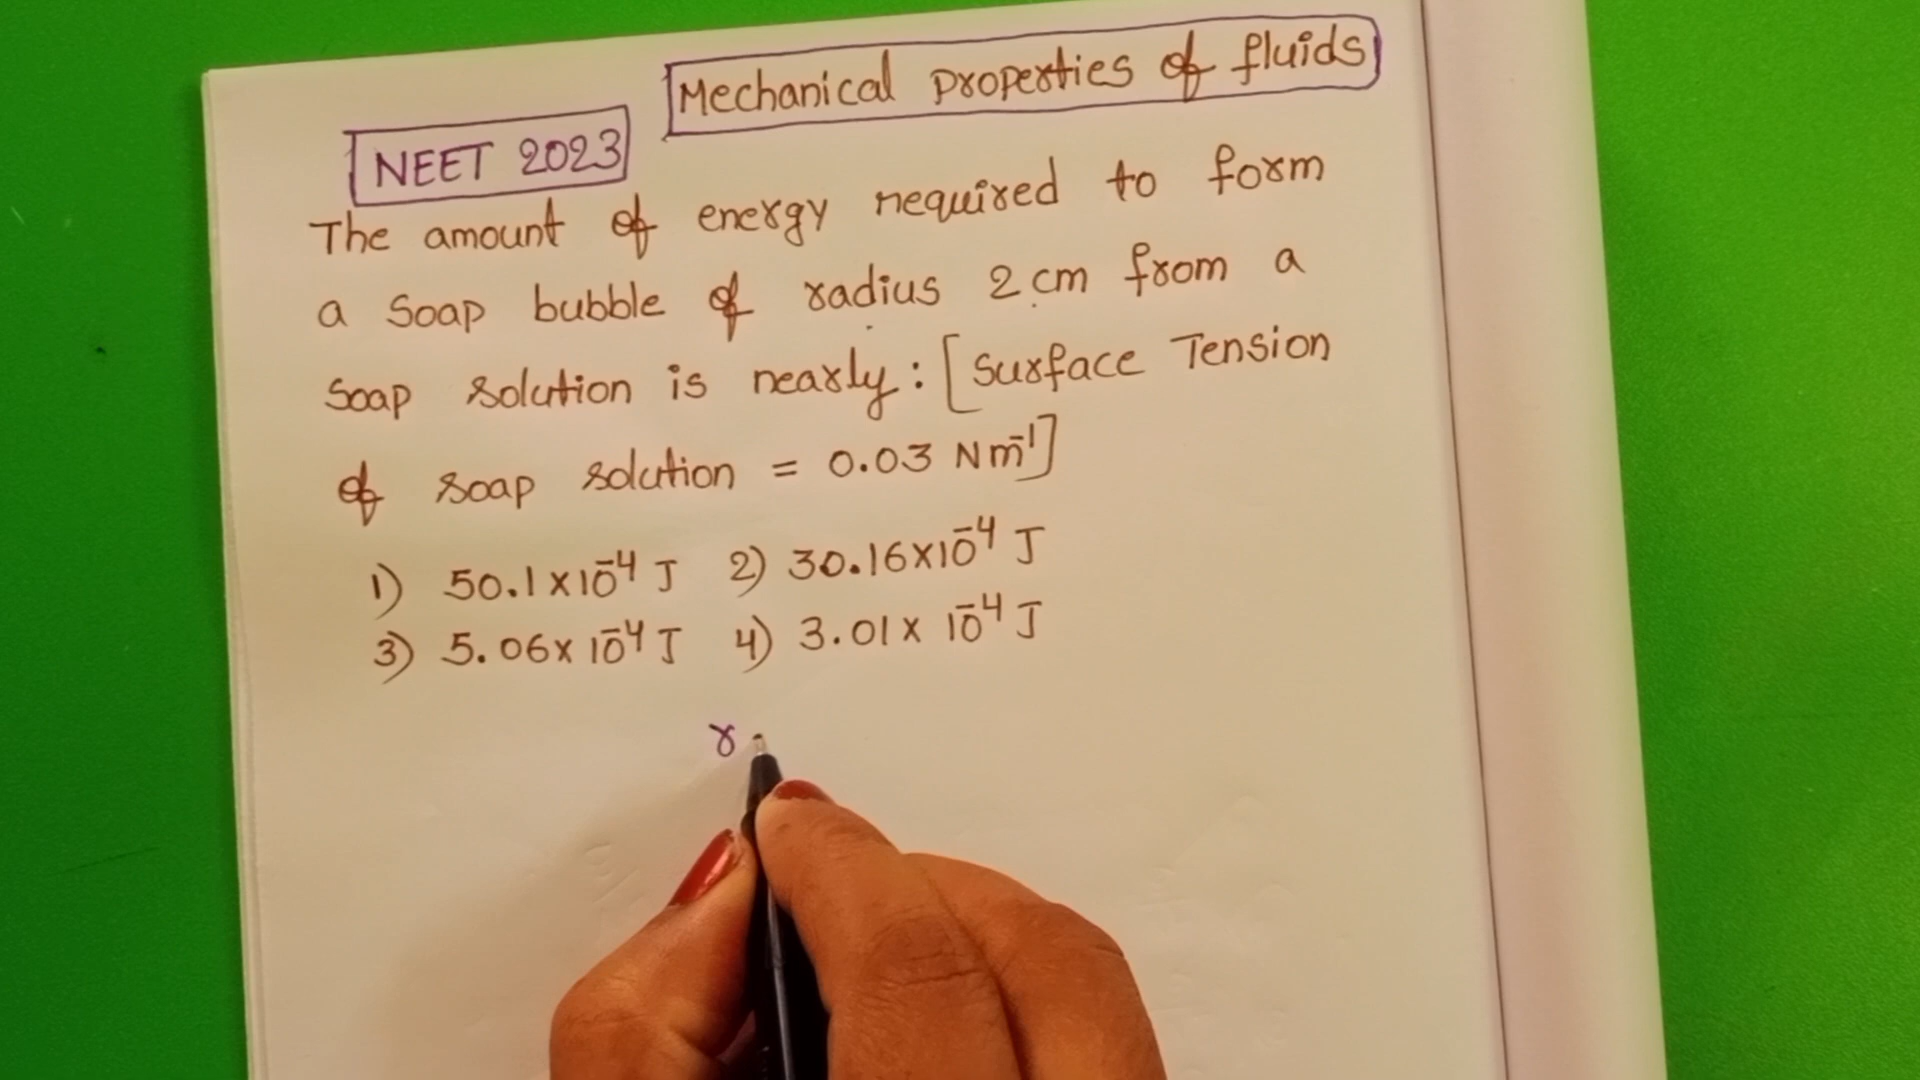 Mechanical properties of fluids
NEET 2023
The amount of energy required to form
a soap bubble of radius 2 cm from a
soap solution is nearly: [Surface Tension
of soap solution = 0.03 Nm⁻¹]
1) 50.1×10⁻⁴ J 2) 30.16×10⁻⁴ J
3) 5.06×10⁻⁴ J 4) 3.01×10⁻⁴ J
r